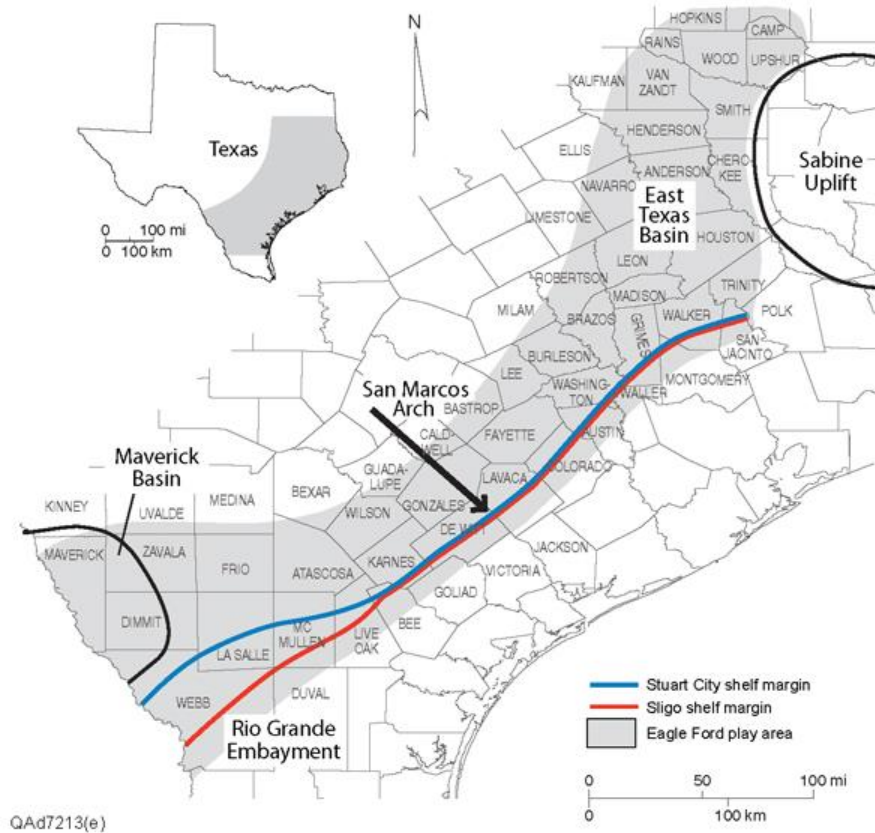 HOPKINS
CAMP
RAINS
WOOD
UPSHUR
KAUFMAN
VAN
ZANDT
SMITH
N
Texas
0 100 mi
0 100 km
HENDERSON
ELLIS
CHERO-
KEE
ANDERSON
NAVARRO
Sabine
Uplift
East
Texas
Basin
LIMESTONE
HOUSTON
LEON
ROBERTSON
TRINITY
MADISON
MILAM
WALKER
POLK
BRAZOS
GRIMES
SAN
JACINTO
BURLESON
LEE
MONTGOMERY
WASHING-
TON
WALLER
San Marcos
Arch
BASTROP
CALD-
WELL
FAYETTE
AUSTIN
COLORADO
LAVACA
GUADA-
LUPE
GONZALES
Maverick
Basin
BEXAR
MEDINA
KINNEY
UVALDE
WILSON
DE WITT
MAVERICK
ZAVALA
FRIO
ATASCOSA
KARNES
JACKSON
VICTORIA
GOLIAD
DIMMIT
LA SALLE
MC
MULLEN
LIVE
OAK
BEE
WEBB
DUVAL
Rio Grande
Embayment
Stuart City shelf margin
Sligo shelf margin
Eagle Ford play area
0 50 100 mi
0 100 km
QAd7213(e)